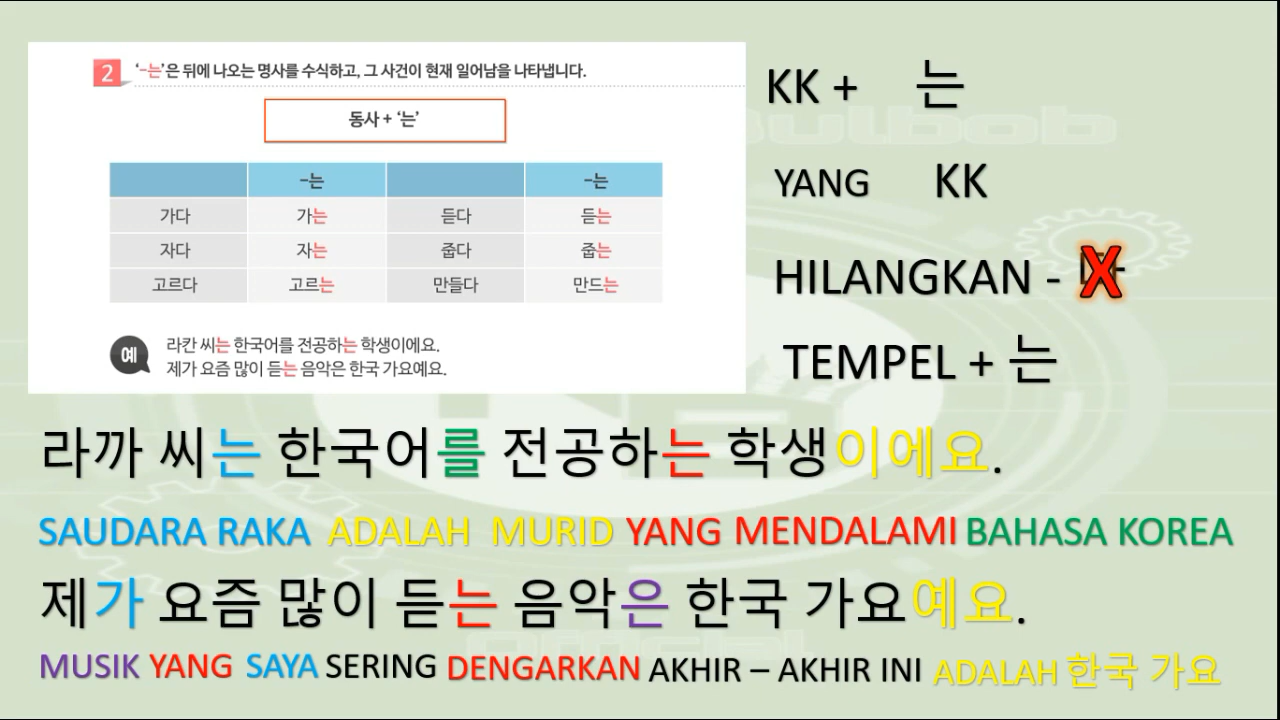 2 '-는'은 뒤에 나오는 명사를 수식하고, 그 사건이 현재 일어남을 나타냅니다.
동사 + '는'
-는 -는
가다 가는 듣다 듣는
자다 자는 줍다 줍는
고르다 고르는 만들다 만드는
예 라칸 씨는 한국어를 전공하는 학생이에요.
제가 요즘 많이 듣는 음악은 한국 가요예요.
KK + 는
YANG KK
HILANGKAN - X
TEMPEL + 는
라까 씨는 한국어를 전공하는 학생이에요.
SAUDARA RAKA ADALAH MURID YANG MENDALAMI BAHASA KOREA
제가 요즘 많이 듣는 음악은 한국 가요예요.
MUSIK YANG SAYA SERING DENGARKAN AKHIR – AKHIR INI ADALAH 한국 가요